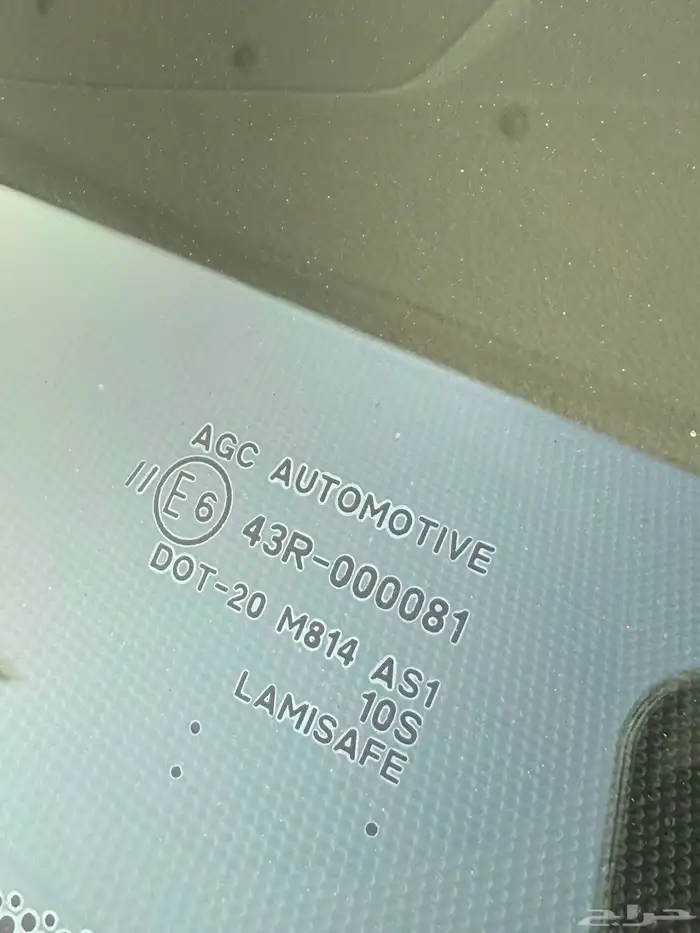 AGC AUTOMOTIVE
//
E6 43R-000081
DOT-20 M814 AS1
10S
LAMISAFE
حراج